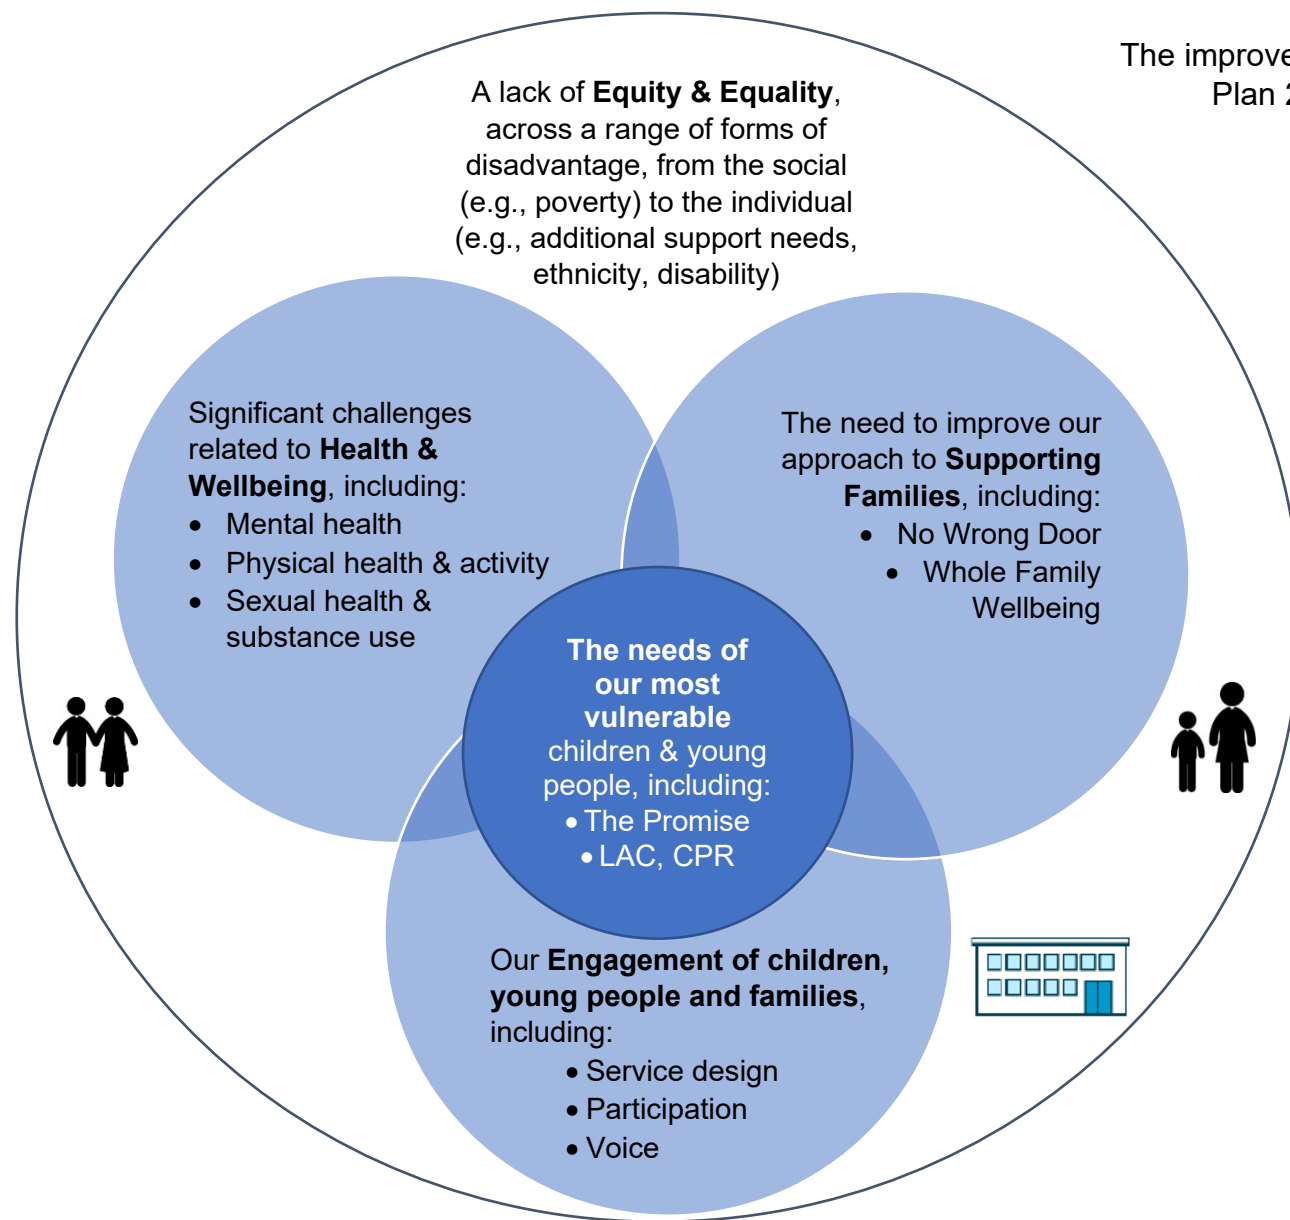 The improve
Plan 2
A lack of Equity & Equality,
across a range of forms of
disadvantage, from the social
(e.g., poverty) to the individual
(e.g., additional support needs,
ethnicity, disability)
Significant challenges
related to Health &
Wellbeing, including:
• Mental health
• Physical health & activity
• Sexual health &
substance use
The need to improve our
approach to Supporting
Families, including:
• No Wrong Door
• Whole Family
Wellbeing
The needs of
our most
vulnerable
children & young
people, including:
• The Promise
• LAC, CPR
Our Engagement of children,
young people and families,
including:
• Service design
• Participation
• Voice